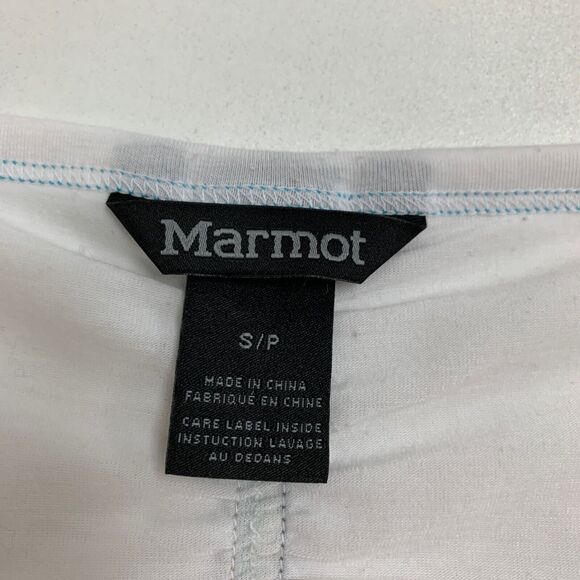 Marmot
S/P
MADE IN CHINA
FABRIQUÉ EN CHINE
CARE LABEL INSIDE
INSTUCTION LAVAGE
AU DEDANS